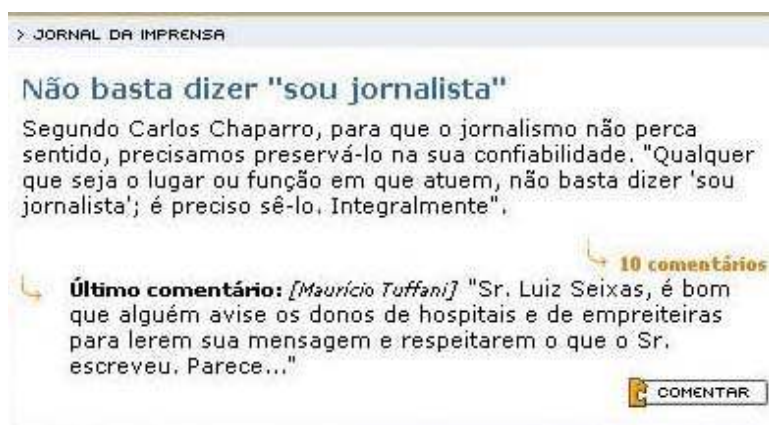 > JORNAL DA IMPRENSA
Não basta dizer "sou jornalista"
Segundo Carlos Chaparro, para que o jornalismo não perca
sentido, precisamos preservá-lo na sua confiabilidade. "Qualquer
que seja o lugar ou função em que atuem, não basta dizer 'sou
jornalista'; é preciso sê-lo. Integralmente".
10 comentários
Último comentário: [Maurício Tuffani] "Sr. Luiz Seixas, é bom
que alguém avise os donos de hospitais e de empreiteiras
para lerem sua mensagem e respeitarem o que o Sr.
escreveu. Parece..."
COMENTAR